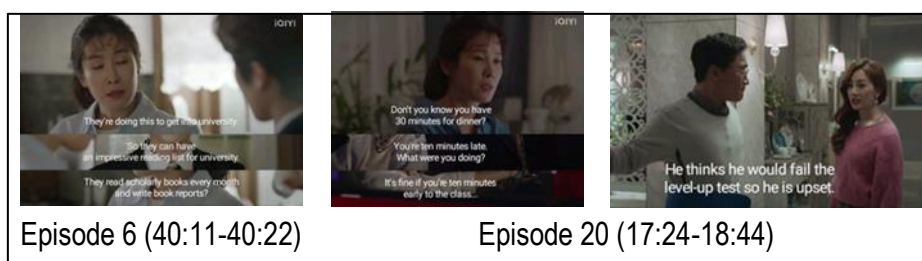 iQIYI
They're doing this to get into university.
So they can have
an impressive reading list for university.
They read scholarly books every month
and write book reports?
iQIYI
Don't you know you have
30 minutes for dinner?
You're ten minutes late.
What were you doing?
It's fine if you're ten minutes
early to the class...
He thinks he would fail the
level-up test so he is upset.
Episode 6 (40:11-40:22)
Episode 20 (17:24-18:44)